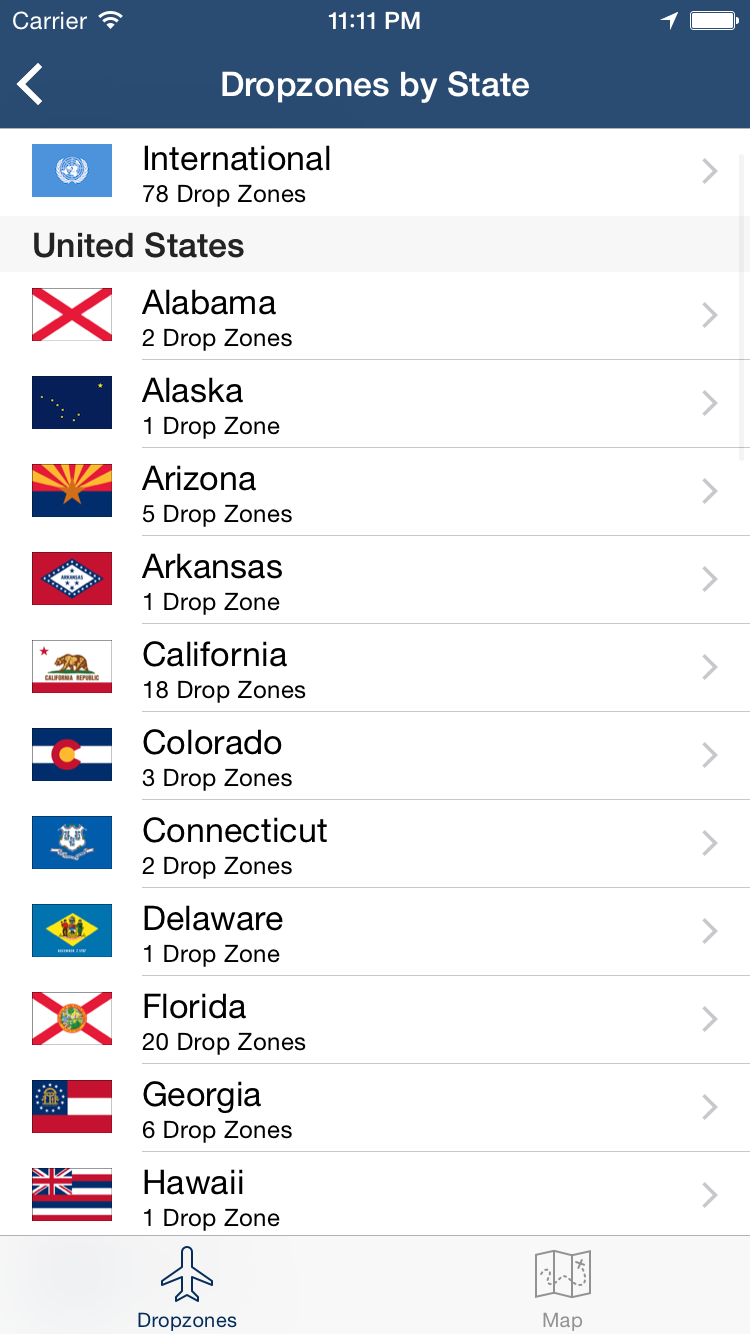 Carrier 11:11 PM
Dropzones by State
International
78 Drop Zones
United States
Alabama
2 Drop Zones
Alaska
1 Drop Zone
Arizona
5 Drop Zones
ARKANSAS
Arkansas
1 Drop Zone
CALIFORNIA REPUBLIC
California
18 Drop Zones
Colorado
3 Drop Zones
Connecticut
2 Drop Zones
Delaware
1 Drop Zone
Florida
20 Drop Zones
Georgia
6 Drop Zones
Hawaii
1 Drop Zone
Dropzones
Map